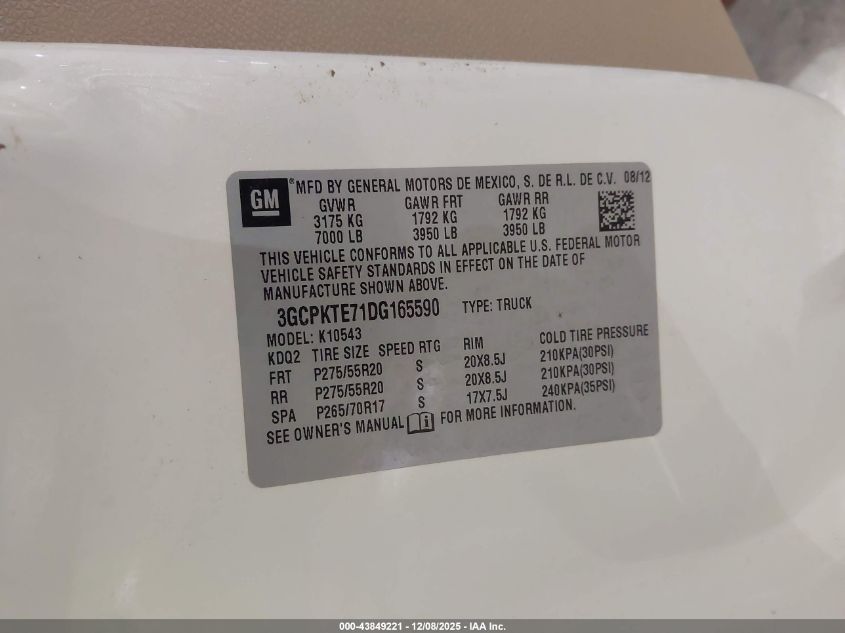 GM
® MFD BY GENERAL MOTORS DE MEXICO, S. DE R.L. DE C.V. 08/12
GVWR GAWR FRT GAWR RR
3175 KG 1792 KG 1792 KG
7000 LB 3950 LB 3950 LB
THIS VEHICLE CONFORMS TO ALL APPLICABLE U.S. FEDERAL MOTOR
VEHICLE SAFETY STANDARDS IN EFFECT ON THE DATE OF
MANUFACTURE SHOWN ABOVE.
3GCPKTE71DG165590 TYPE: TRUCK
MODEL: K10543
KDQ2 TIRE SIZE SPEED RTG RIM COLD TIRE PRESSURE
FRT P275/55R20 S 20X8.5J 210KPA(30PSI)
RR P275/55R20 S 20X8.5J 210KPA(30PSI)
SPA P265/70R17 S 17X7.5J 240KPA(35PSI)
SEE OWNER'S MANUAL i FOR MORE INFORMATION.
000-43849221 - 12/08/2025 - IAA Inc.